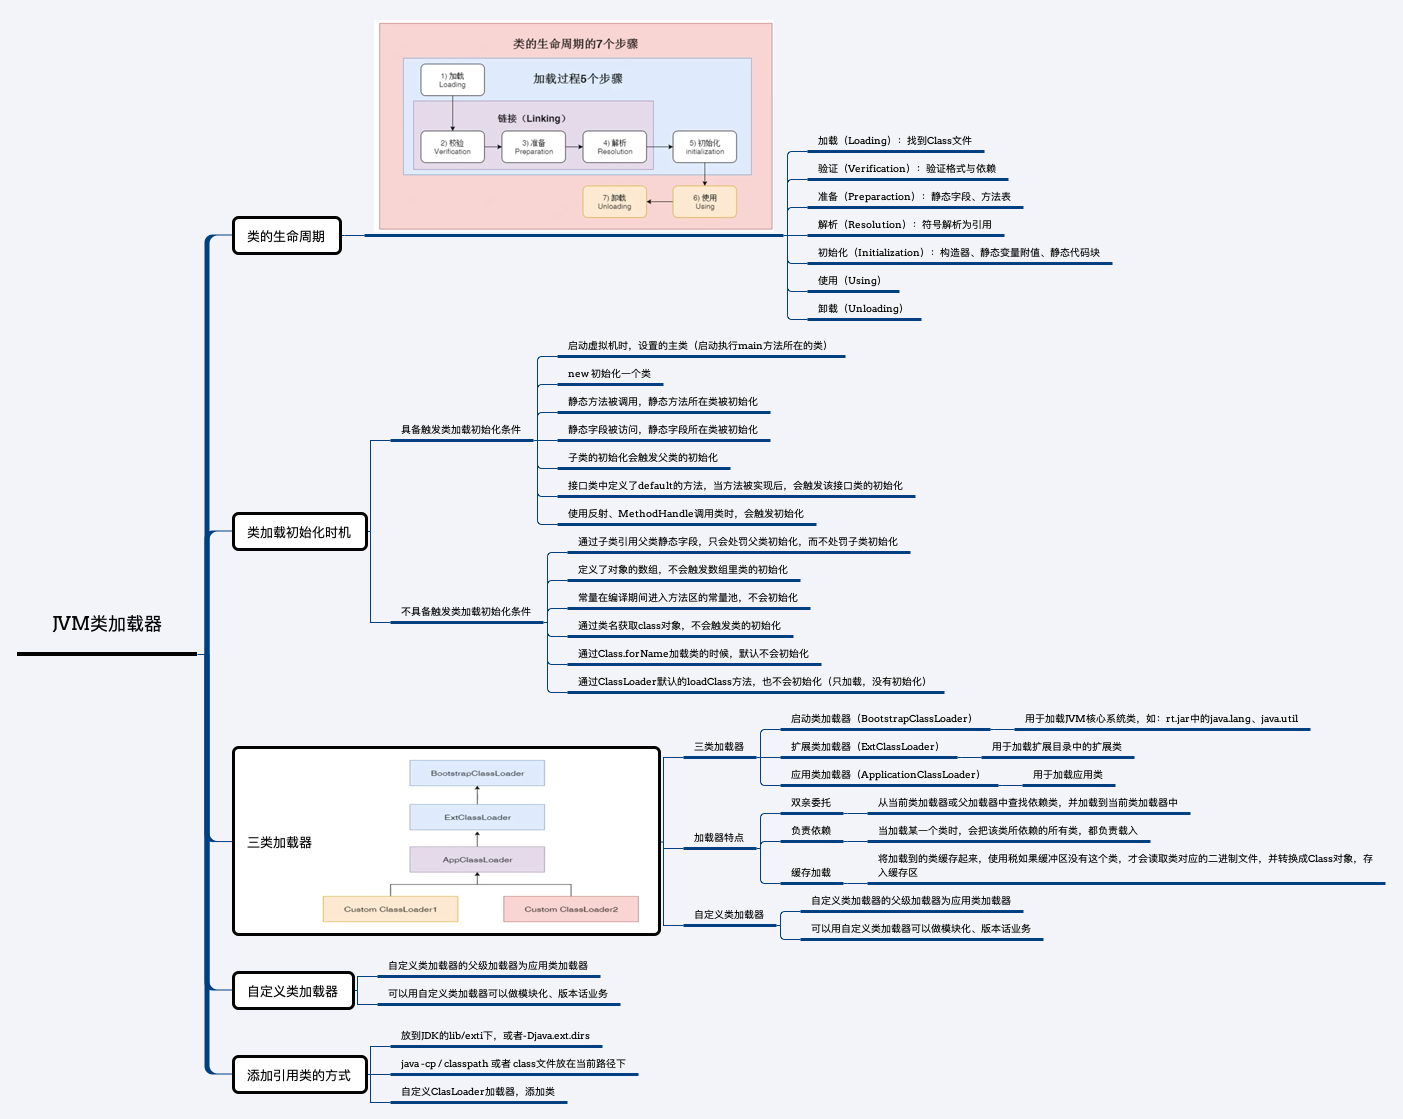 JVM类加载器
类的生命周期
类的生命周期的7个步骤
加载过程5个步骤
1) 加载
Loading
链接（Linking）
2) 校验
Verification
3) 准备
Preparation
4) 解析
Resolution
5) 初始化
initialization
7) 卸载
Unloading
6) 使用
Using
加载（Loading）：找到Class文件
验证（Verification）：验证格式与依赖
准备（Preparaction）：静态字段、方法表
解析（Resolution）：符号解析为引用
初始化（Initialization）：构造器、静态变量附值、静态代码块
使用（Using）
卸载（Unloading）
类加载初始化时机
具备触发类加载初始化条件
启动虚拟机时，设置的主类（启动执行main方法所在的类）
new 初始化一个类
静态方法被调用，静态方法所在类被初始化
静态字段被访问，静态字段所在类被初始化
子类的初始化会触发父类的初始化
接口类中定义了default的方法，当方法被实现后，会触发该接口类的初始化
使用反射、MethodHandle调用类时，会触发初始化
不具备触发类加载初始化条件
通过子类引用父类静态字段，只会处罚父类初始化，而不处罚子类初始化
定义了对象的数组，不会触发数组里类的初始化
常量在编译期间进入方法区的常量池，不会初始化
通过类名获取class对象，不会触发类的初始化
通过Class.forName加载类的时候，默认不会初始化
通过ClassLoader默认的loadClass方法，也不会初始化（只加载，没有初始化）
三类加载器
BootstrapClassLoader
ExtClassLoader
AppClassLoader
Custom ClassLoader1
Custom ClassLoader2
三类加载器
启动类加载器（BootstrapClassLoader）
用于加载JVM核心系统类，如：rt.jar中的java.lang、java.util
扩展类加载器（ExtClassLoader）
用于加载扩展目录中的扩展类
应用类加载器（ApplicationClassLoader）
用于加载应用类
加载器特点
双亲委托
从当前类加载器或父加载器中查找依赖类，并加载到当前类加载器中
负责依赖
当加载某一个类时，会把该类所依赖的所有类，都负责载入
缓存加载
将加载到的类缓存起来，使用税如果缓冲区没有这个类，才会读取类对应的二进制文件，并转换成Class对象，存
入缓存区
自定义类加载器
自定义类加载器的父级加载器为应用类加载器
可以用自定义类加载器可以做模块化、版本话业务
自定义类加载器
自定义类加载器的父级加载器为应用类加载器
可以用自定义类加载器可以做模块化、版本话业务
添加引用类的方式
放到JDK的lib/exti下，或者-Djava.ext.dirs
java -cp / classpath 或者 class文件放在当前路径下
自定义ClasLoader加载器，添加类